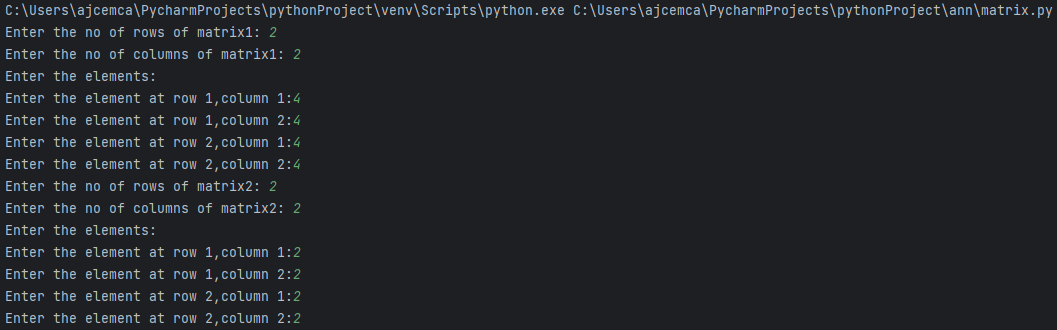 C:\Users\ajcemca\PycharmProjects\pythonProject\venv\Scripts\python.exe C:\Users\ajcemca\PycharmProjects\pythonProject\ann\matrix.py
Enter the no of rows of matrix1: 2
Enter the no of columns of matrix1: 2
Enter the elements:
Enter the element at row 1,column 1:4
Enter the element at row 1,column 2:4
Enter the element at row 2,column 1:4
Enter the element at row 2,column 2:4
Enter the no of rows of matrix2: 2
Enter the no of columns of matrix2: 2
Enter the elements:
Enter the element at row 1,column 1:2
Enter the element at row 1,column 2:2
Enter the element at row 2,column 1:2
Enter the element at row 2,column 2:2